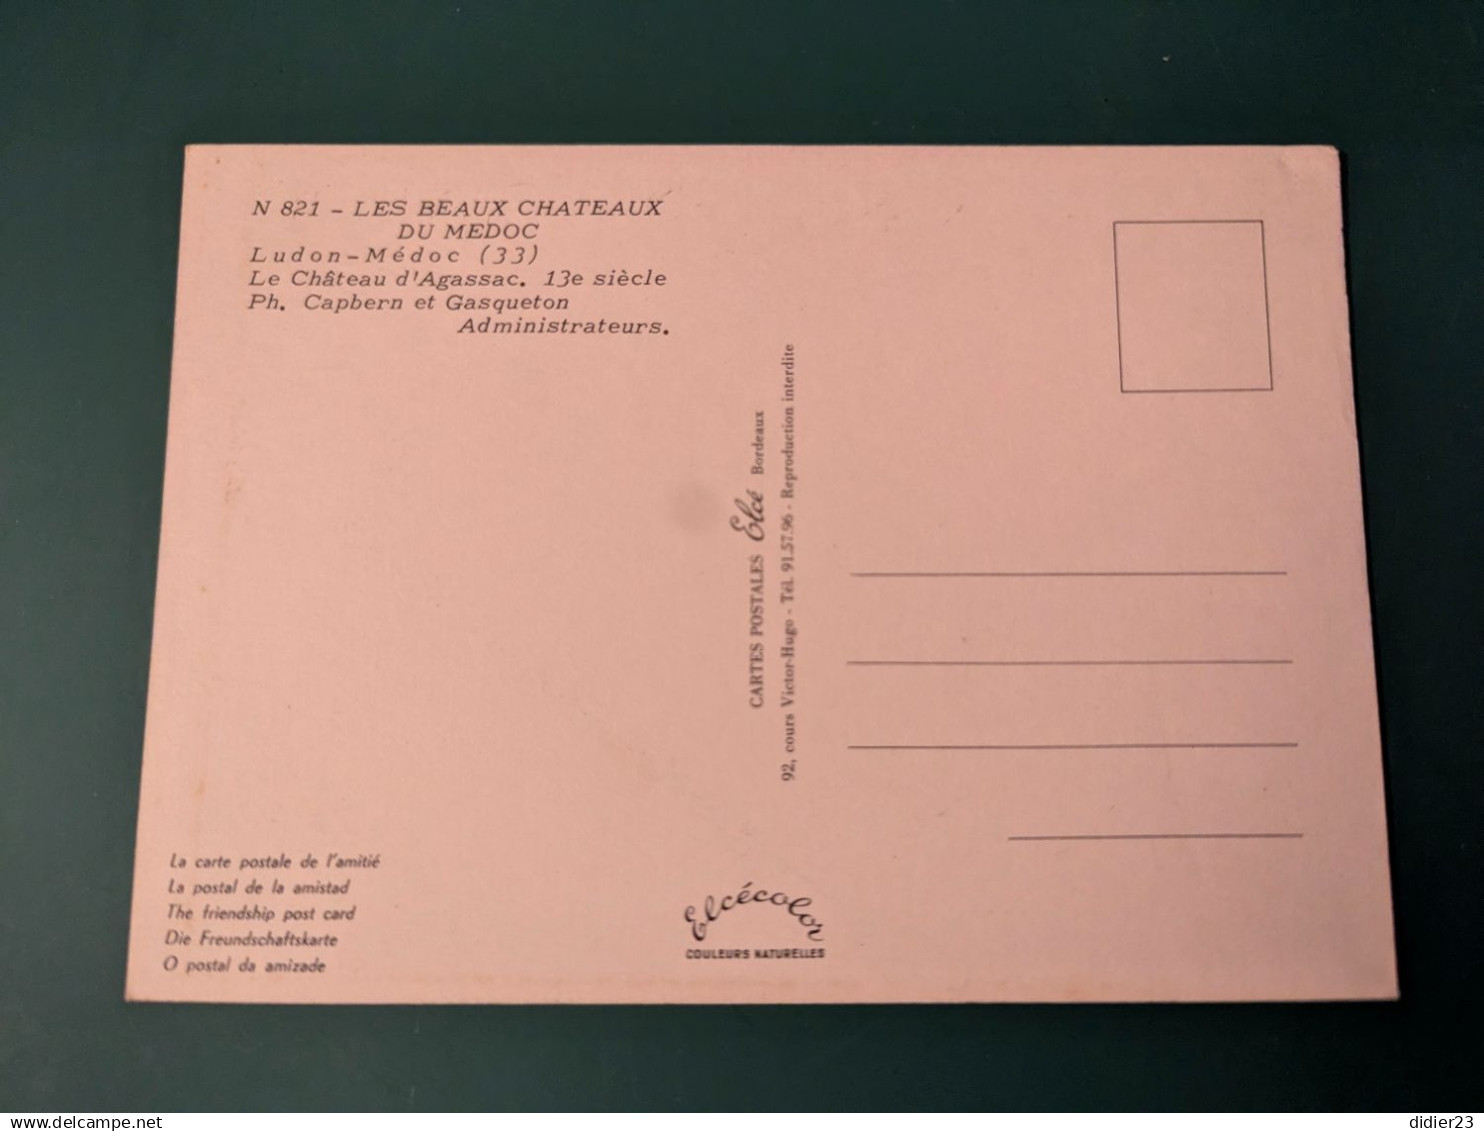 N 821 - LES BEAUX CHATEAUX
DU MEDOC
Ludon-Médoc (33)
Le Château d'Agassac. 13e siècle
Ph. Capbern et Gasqueton
Administrateurs.
CARTES POSTALES Elcé Bordeaux
92, cours Victor-Hugo - Tél. 91.57.96 - Reproduction interdite
La carte postale de l'amitié
La postal de la amistad
The friendship post card
Die Freundschaftskarte
O postal da amizade
Elcécolor
COULEURS NATURELLES
www.delcampe.net
didier23